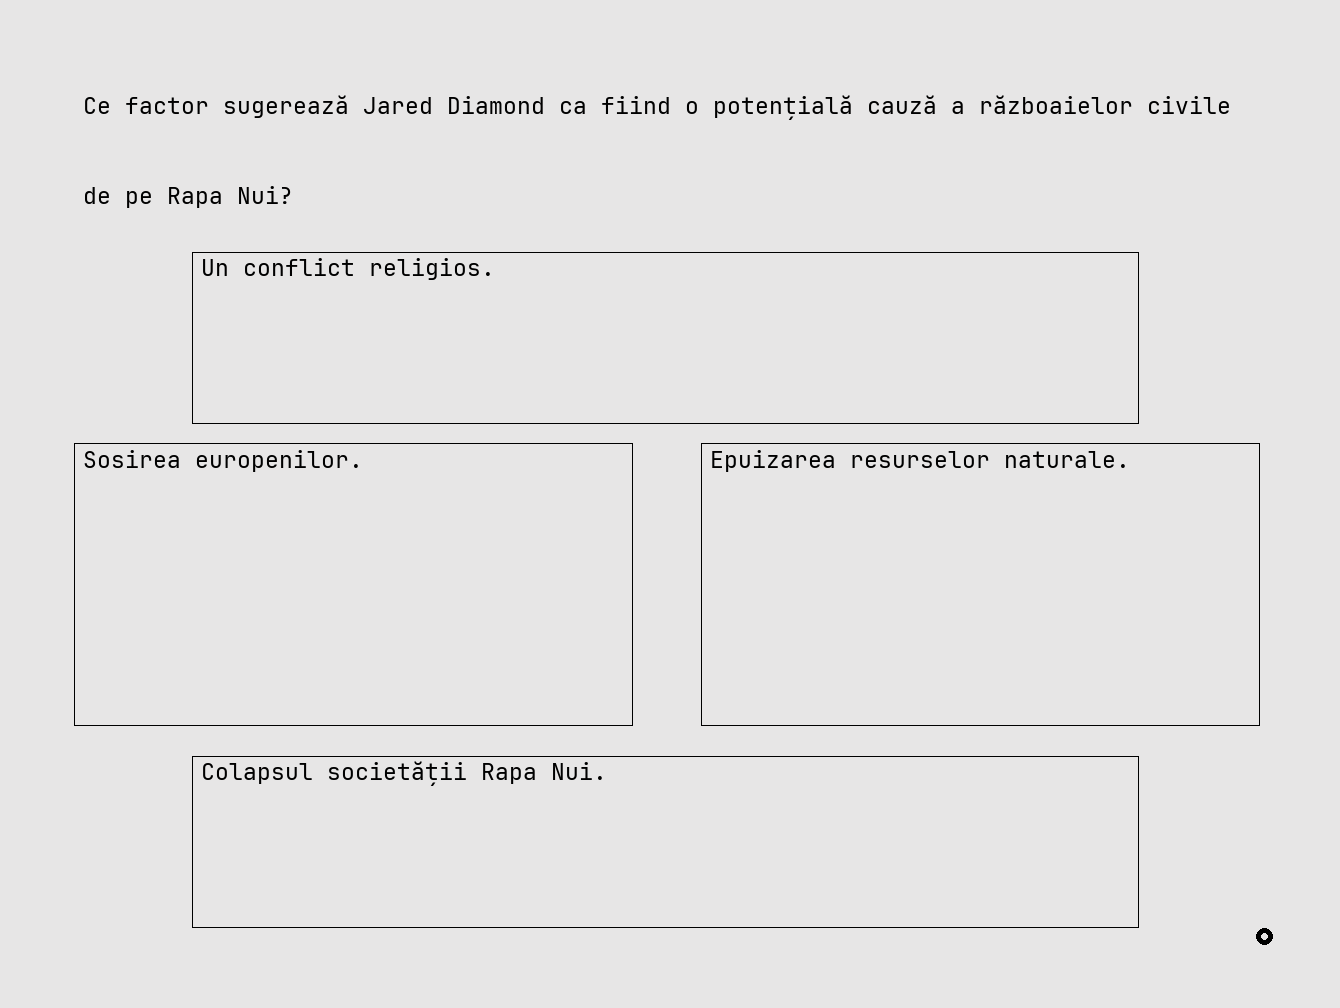 Ce factor sugerează Jared Diamond ca fiind o potențială cauză a războaielor civile
de pe Rapa Nui?
Un conflict religios.
Sosirea europenilor.
Epuizarea resurselor naturale.
Colapsul societății Rapa Nui.